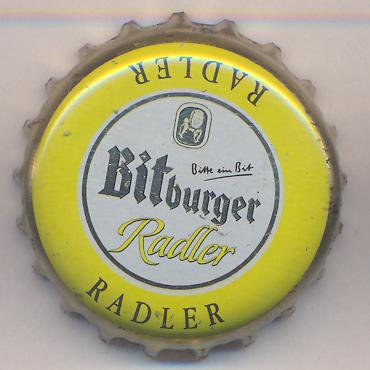 RADLER
Bitte ein Bit
Bitburger
Radler
RADLER